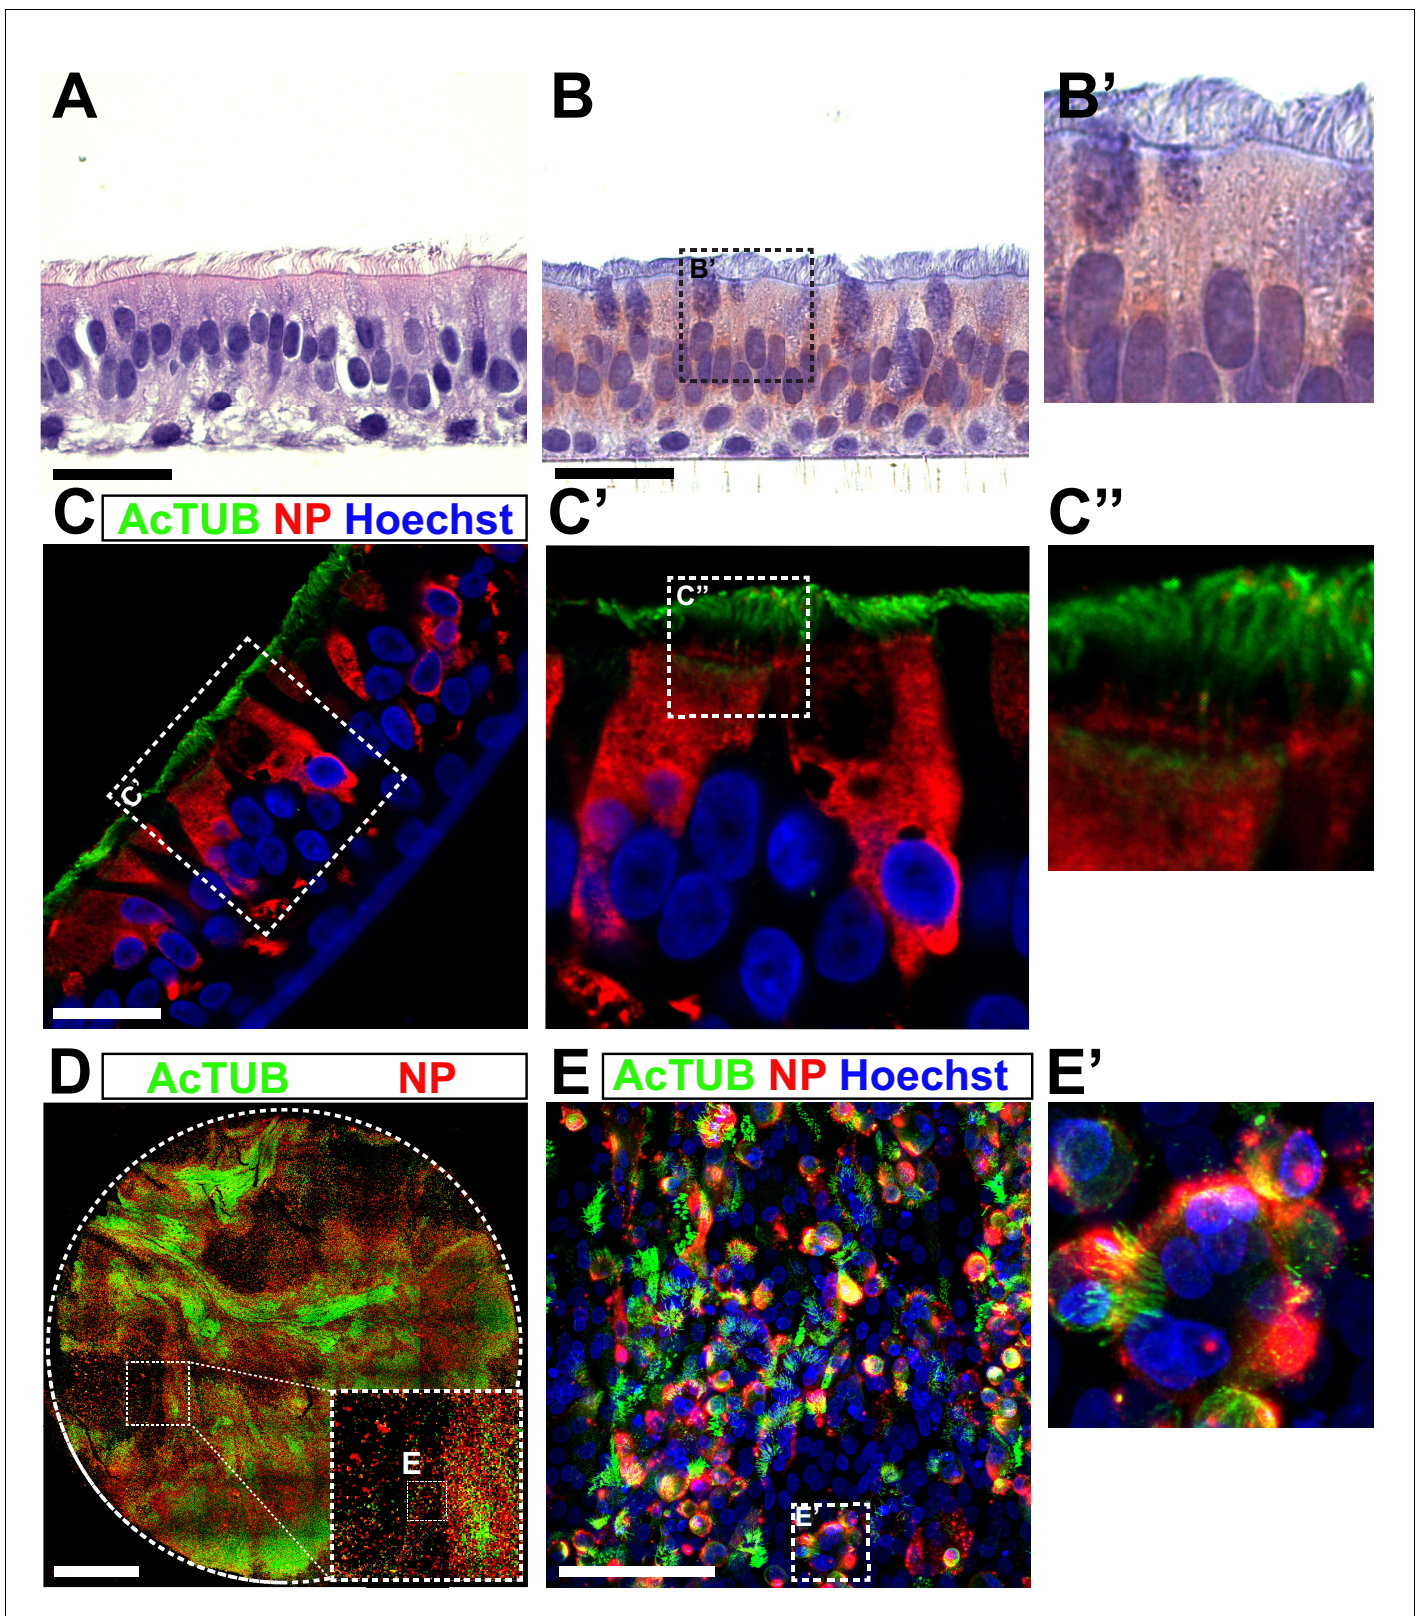 A
B
B’
B’
C
AcTUB NP Hoechst
C’
C”
C’
C”
D
AcTUB NP
E
AcTUB NP Hoechst
E’
E
E’